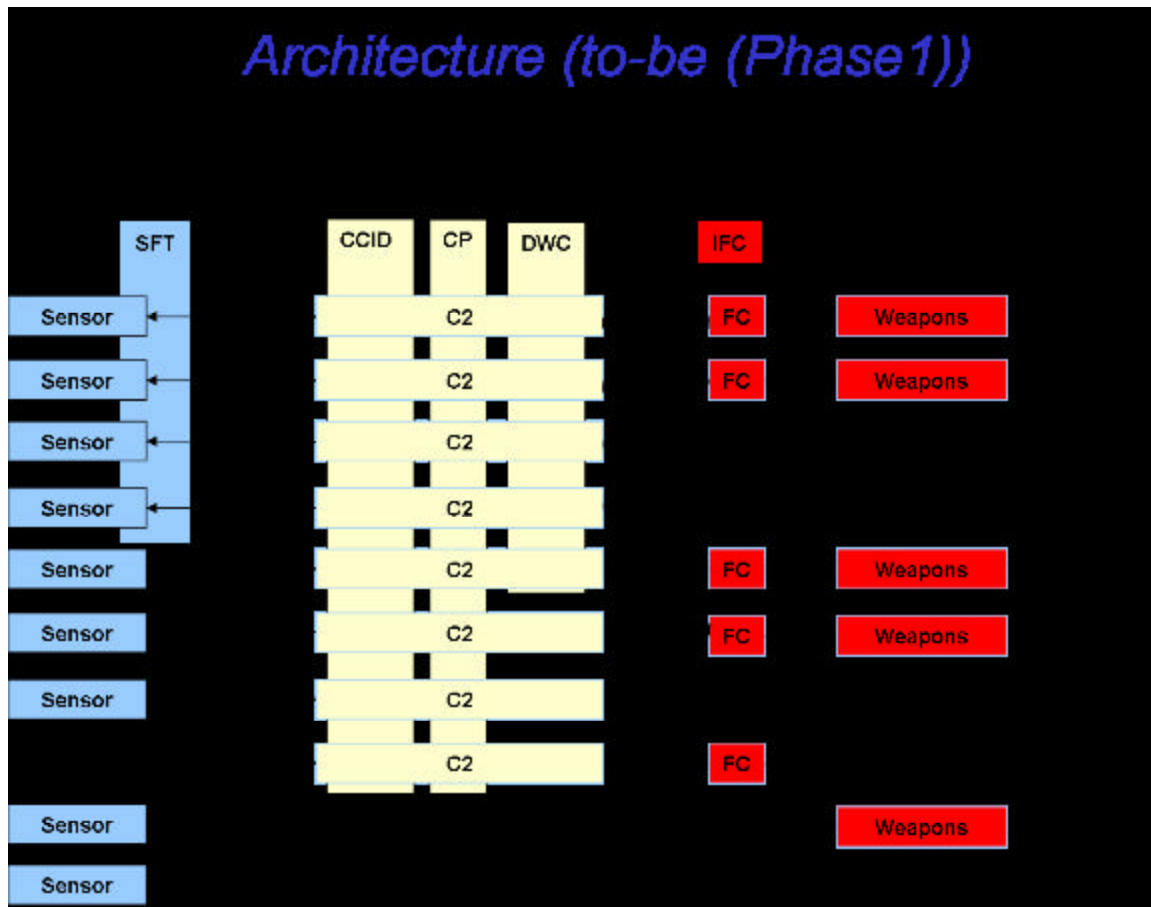 Architecture (to-be (Phase1))
SFT CCID CP DWC IFC
Sensor C2 FC Weapons
Sensor C2 FC Weapons
Sensor C2
Sensor C2
Sensor C2 FC Weapons
Sensor C2 FC Weapons
Sensor C2
C2 FC
Sensor Weapons
Sensor